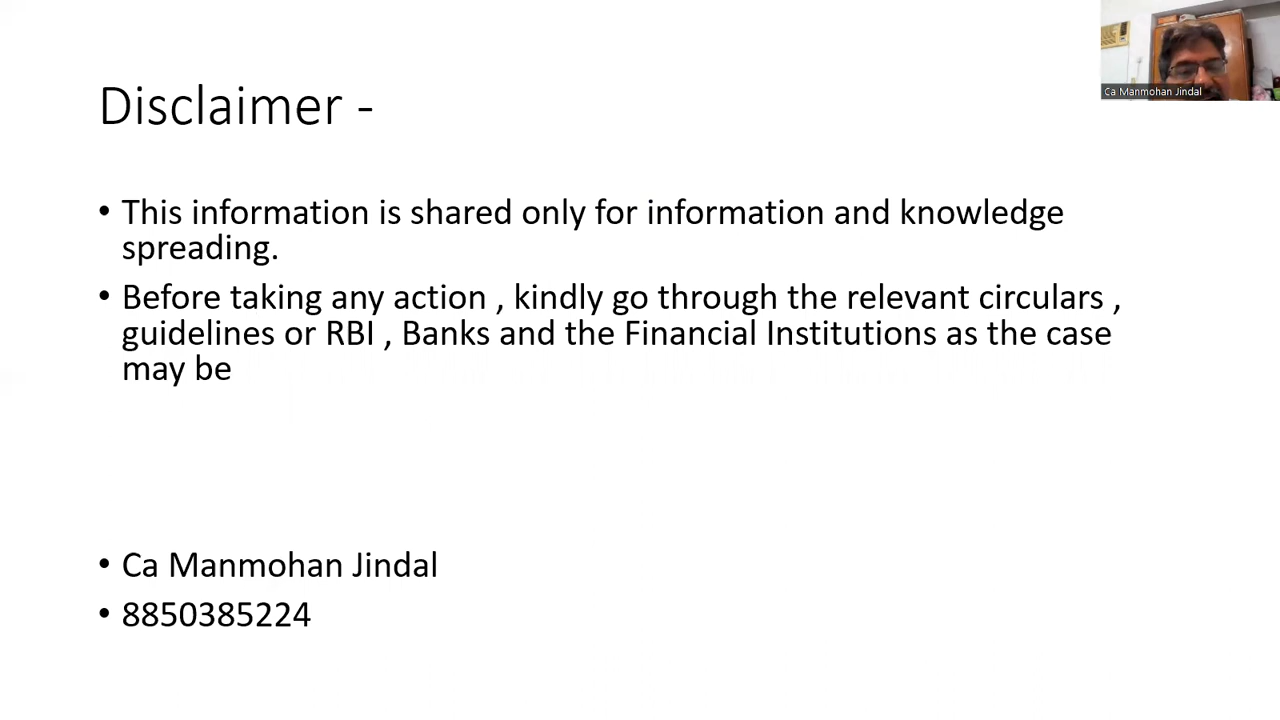 Ca Manmohan Jindal
Disclaimer -
• This information is shared only for information and knowledge
spreading.
• Before taking any action , kindly go through the relevant circulars ,
guidelines or RBI , Banks and the Financial Institutions as the case
may be
• Ca Manmohan Jindal
• 8850385224